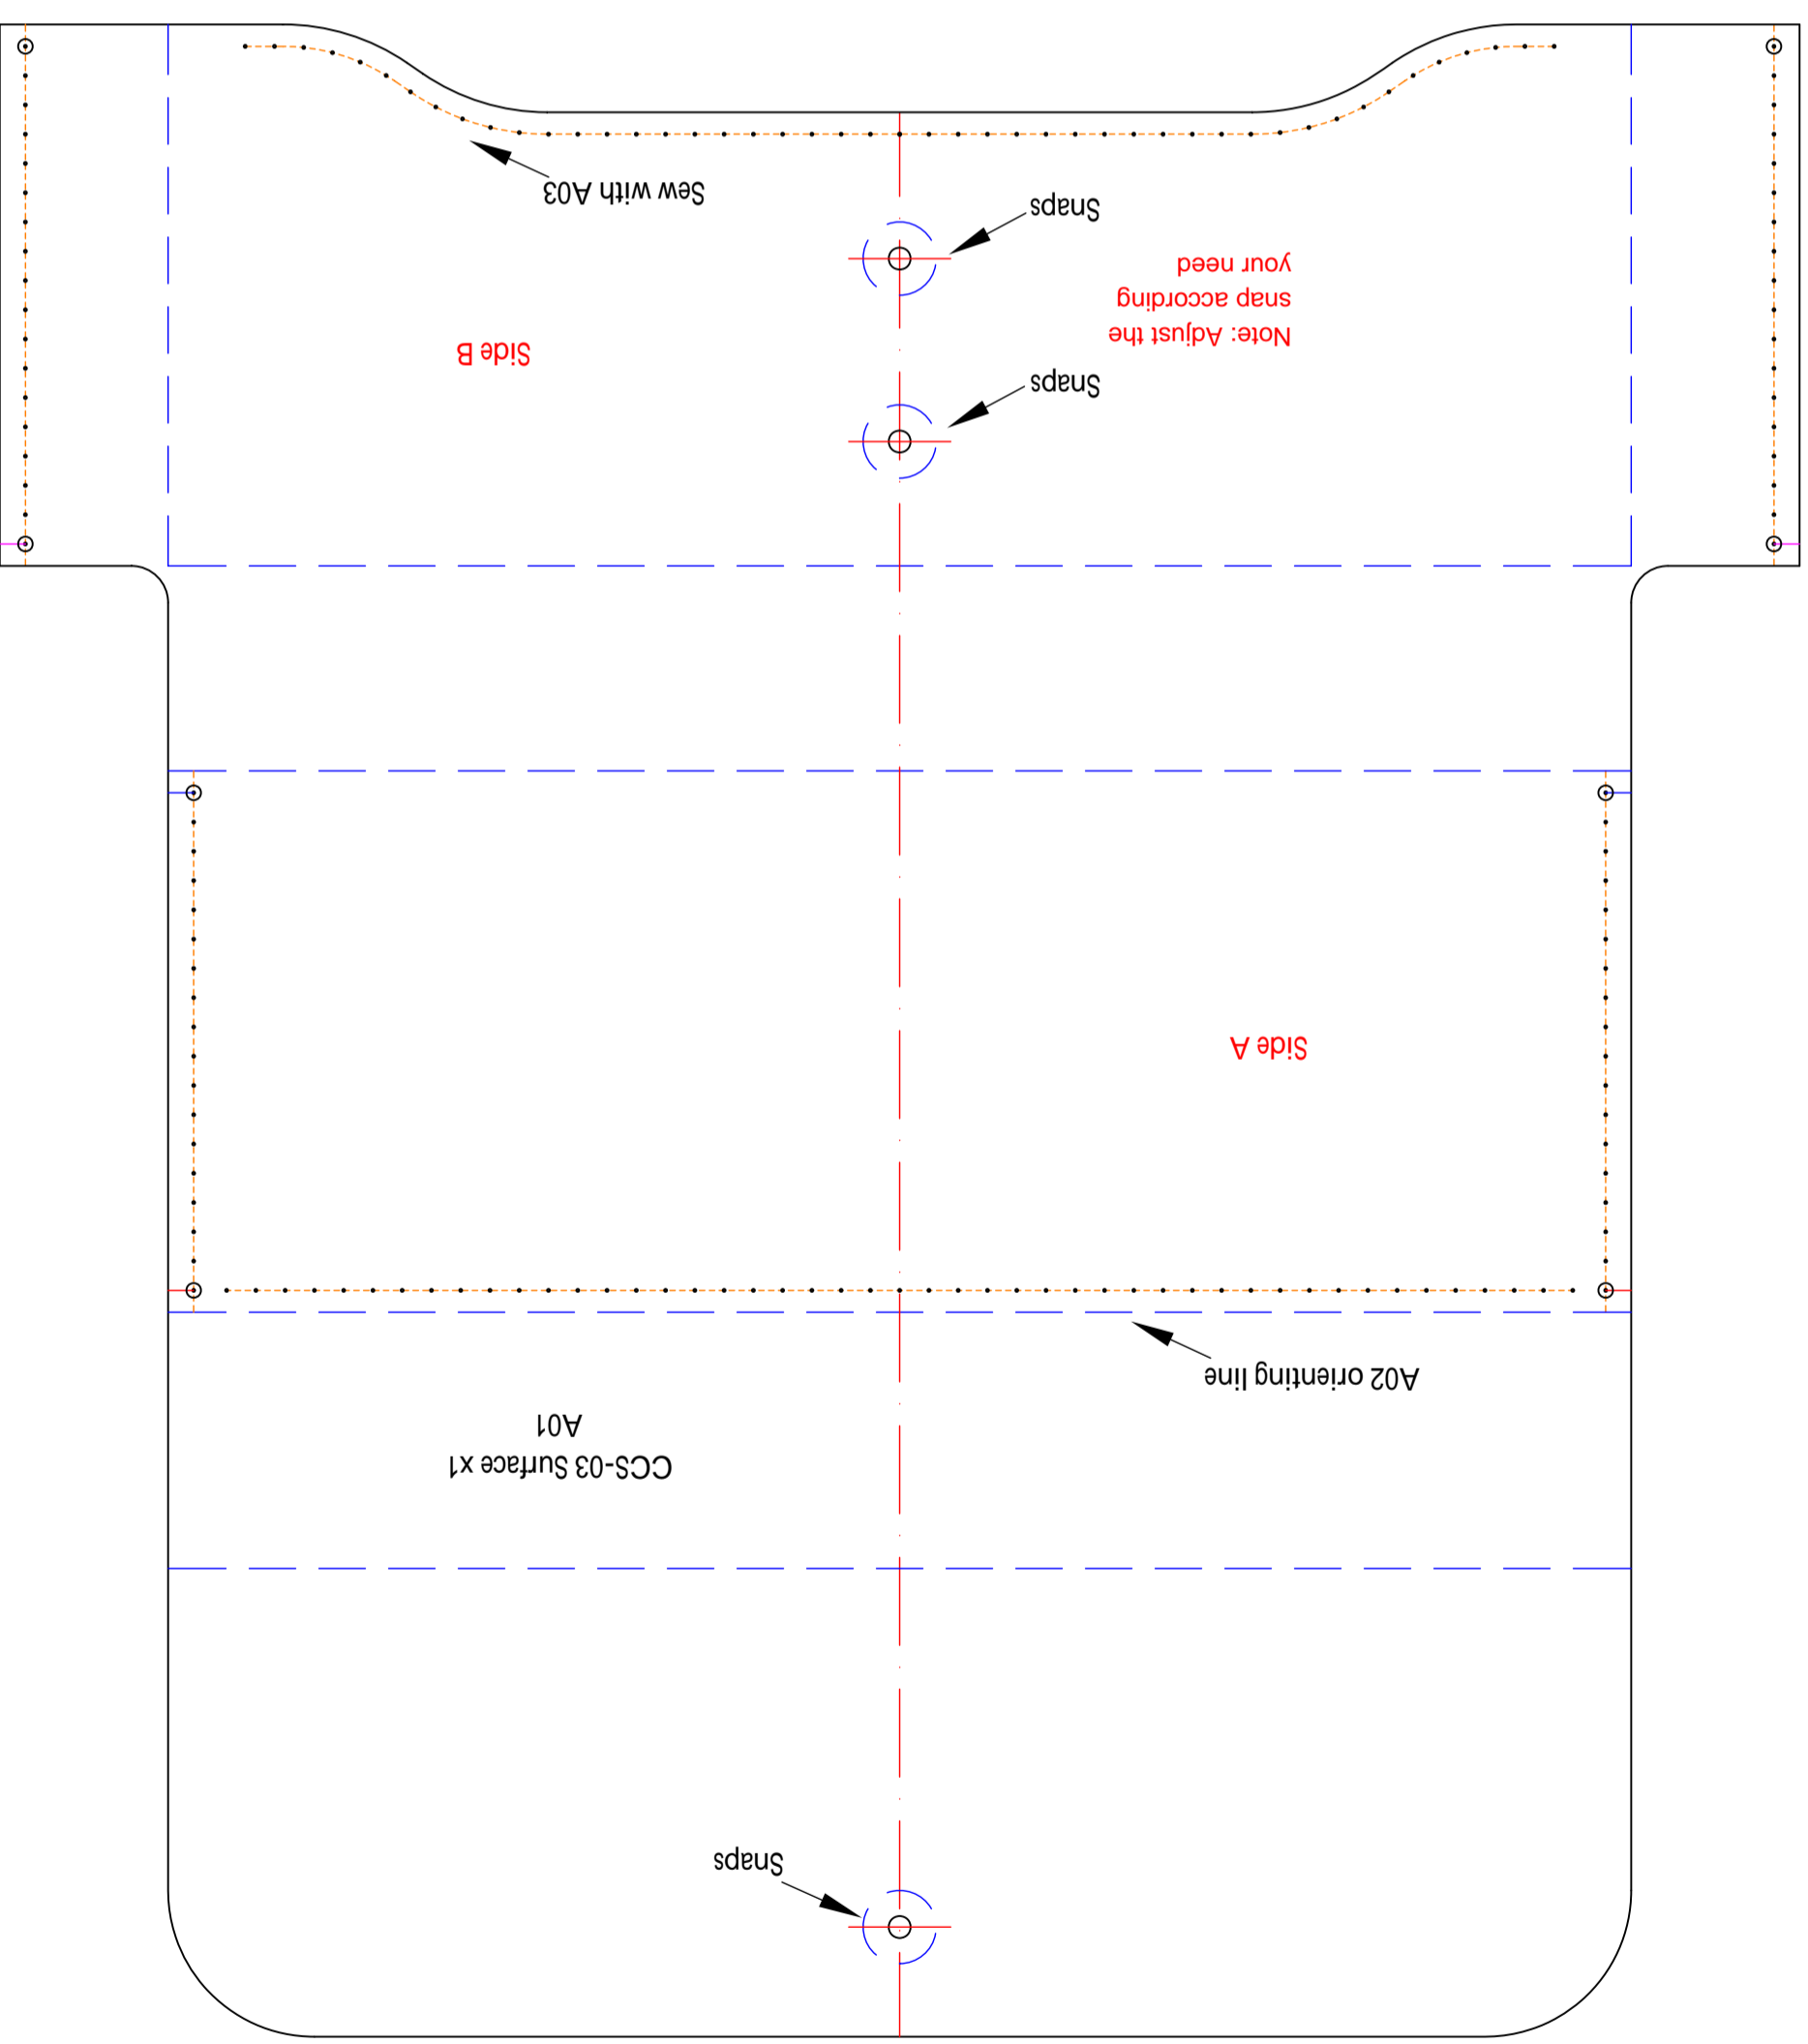 Snaps
CCS-03 Surface x1
A01
A02 orienting line
Side A
Snaps
Side B
Note: Adjust the
snap according
your need
Snaps
Sew with A03